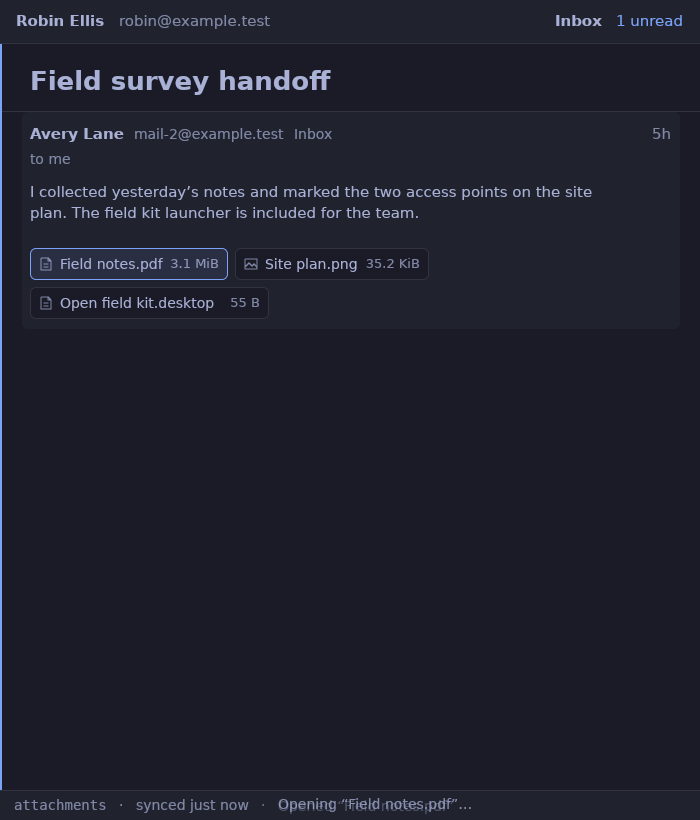 Robin Ellis robin@example.test Inbox 1 unread
Field survey handoff
Avery Lane mail-2@example.test Inbox 5h
to me
I collected yesterday’s notes and marked the two access points on the site
plan. The field kit launcher is included for the team.
Field notes.pdf 3.1 MiB Site plan.png 35.2 KiB
Open field kit.desktop 55 B
attachments · synced just now · Opening “Field notes.pdf”…